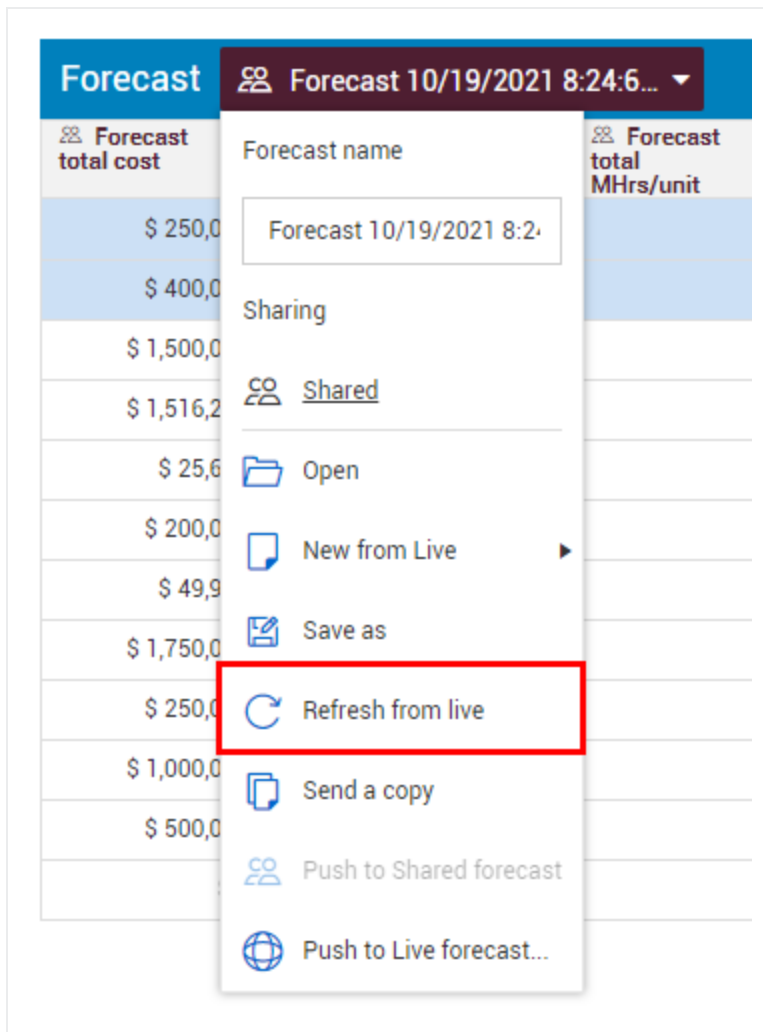 Forecast Forecast 10/19/2021 8:24:6...
Forecast
total cost
Forecast
total
MHrs/unit
$ 250,0
$ 400,0
$ 1,500,0
$ 1,516,2
$ 25,6
$ 200,0
$ 49,9
$ 1,750,0
$ 250,0
$ 1,000,0
$ 500,0
Forecast name
Forecast 10/19/2021 8:24
Sharing
Shared
Open
New from Live
Save as
Refresh from live
Send a copy
Push to Shared forecast
Push to Live forecast...